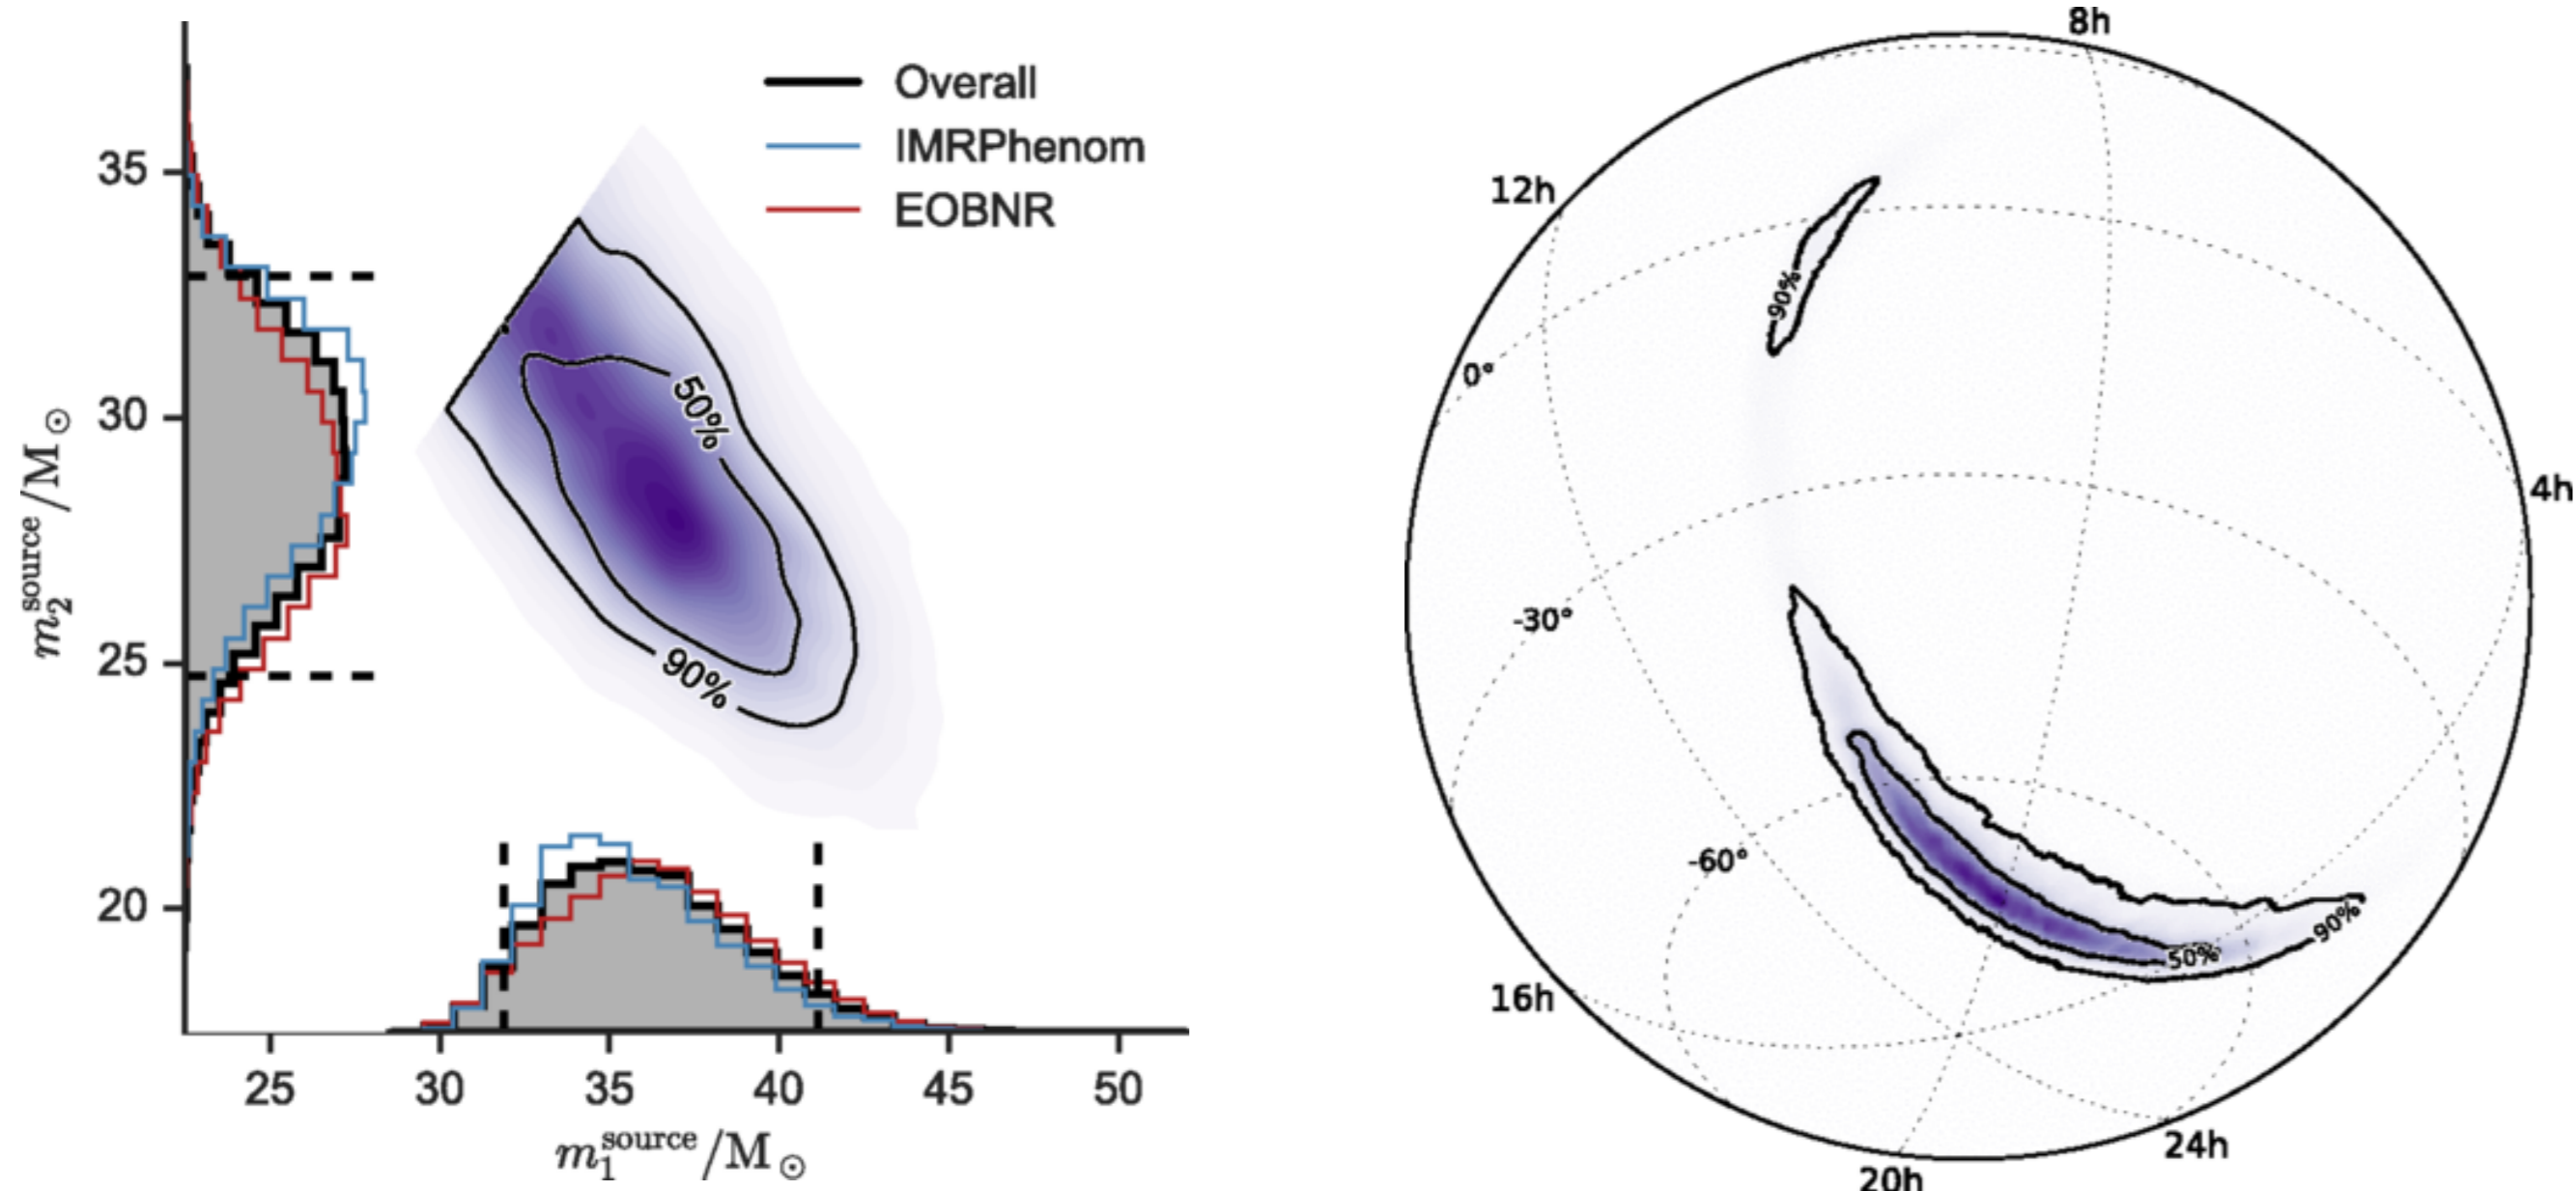 Overall
IMRPhenom
EOBNR
35
30
25
20
m₂^source/M☉
50%
90%
25 30 35 40 45 50
m₁^source/M☉
8h
12h
4h
0°
-30°
-60°
16h
20h
24h
90%
50%
90%